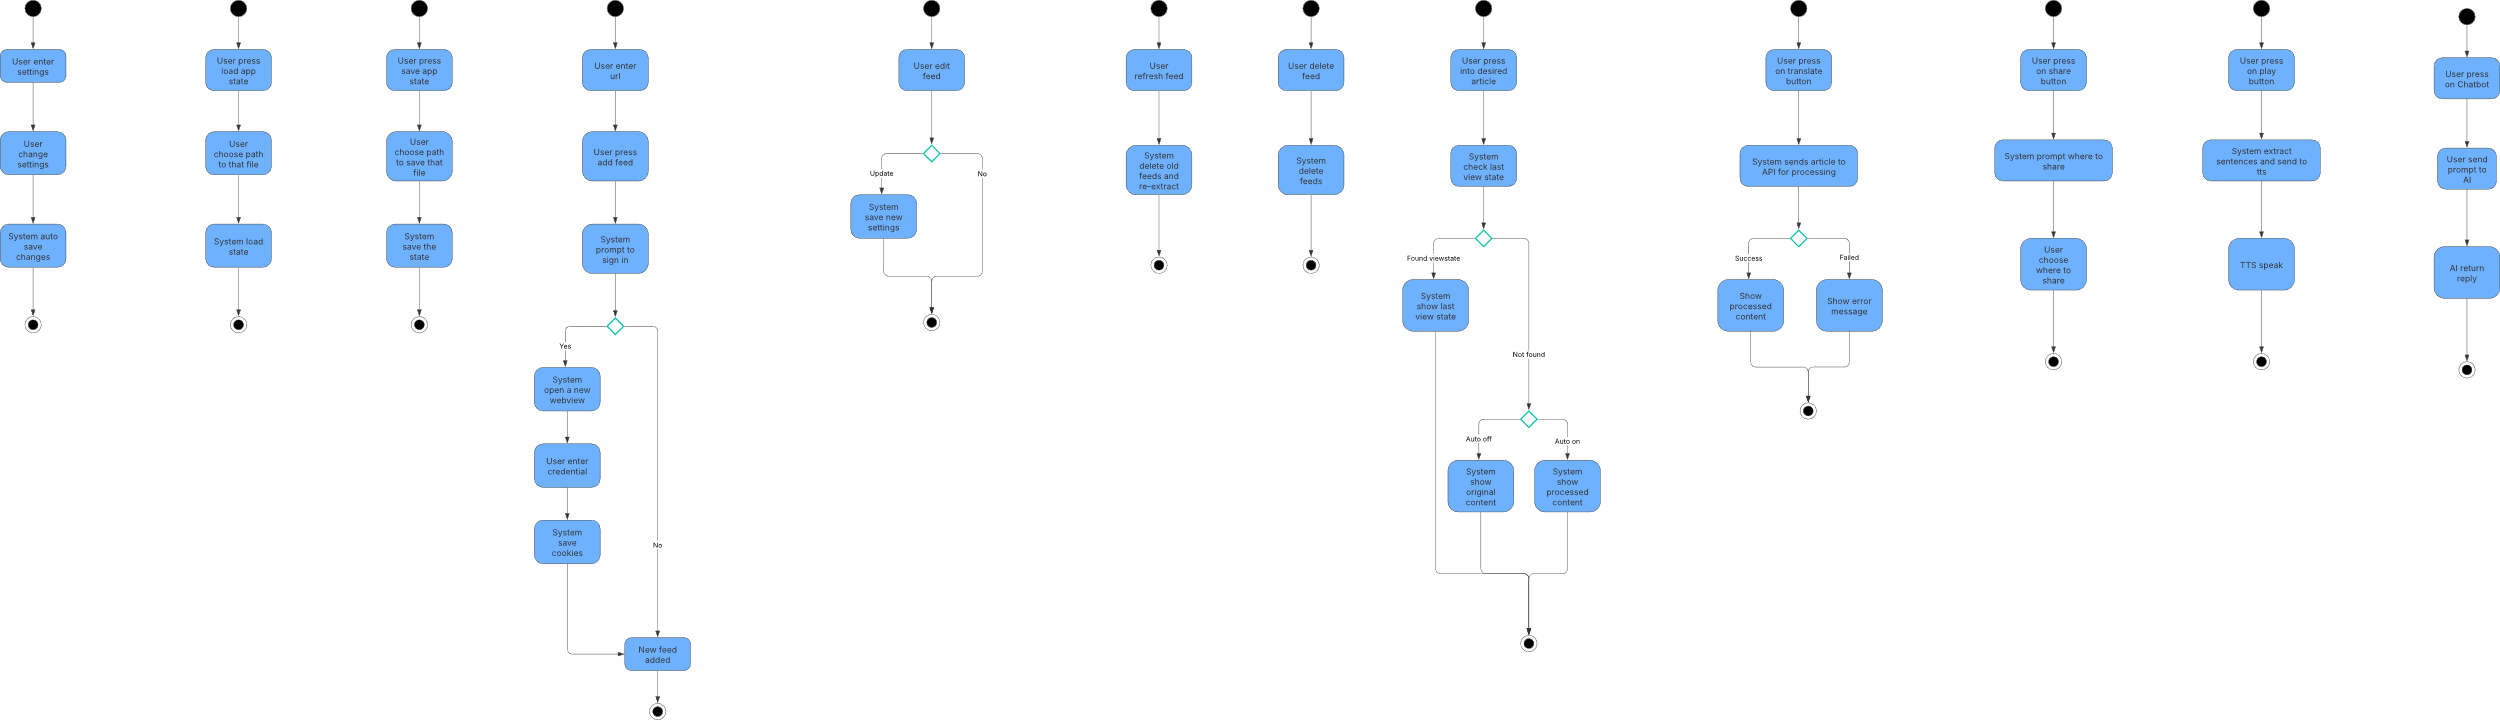 User enter
settings
User
change
settings
System auto
save
changes
User press
load app
state
User
choose path
to that file
System load
state
User press
save app
state
User
choose path
to save that
file
System
save the
state
User enter
url
User press
add feed
System
prompt to
sign in
Yes
No
System
open a new
webview
User enter
credential
System
save
cookies
New feed
added
User edit
feed
Update
No
System
save new
settings
User
refresh feed
System
delete old
feeds and
re-extract
User delete
feed
System
delete
feeds
User press
into desired
article
System
check last
view state
Found viewstate
Not found
System
show last
view state
Auto off
Auto on
System
show
original
content
System
show
processed
content
User press
on translate
button
System sends article to
API for processing
Success
Failed
Show
processed
content
Show error
message
User press
on share
button
System prompt where to
share
User
choose
where to
share
User press
on play
button
System extract
sentences and send to
tts
TTS speak
User press
on Chatbot
User send
prompt to
AI
AI return
reply